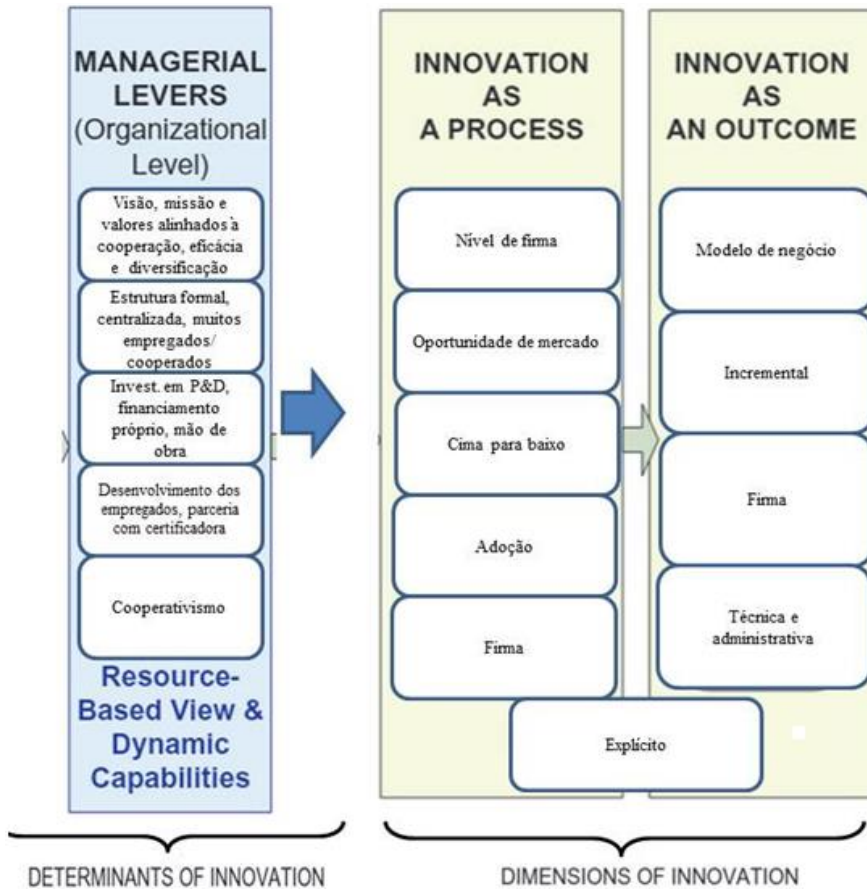 MANAGERIAL
LEVERS
(Organizational
Level)
Visão, missão e
valores alinhados à
cooperação, eficácia
e diversificação
Estrutura formal,
centralizada, muitos
empregados/
cooperados
Invest. em P&D,
financiamento
próprio, mão de
obra
Desenvolvimento dos
empregados, parceria
com certificadora
Cooperativismo
Resource-
Based View &
Dynamic
Capabilities
INNOVATION
AS
A PROCESS
Nível de firma
Oportunidade de mercado
Cima para baixo
Adoção
Firma
INNOVATION
AS
AN OUTCOME
Modelo de negócio
Incremental
Firma
Técnica e
administrativa
Explícito
DETERMINANTS OF INNOVATION
DIMENSIONS OF INNOVATION